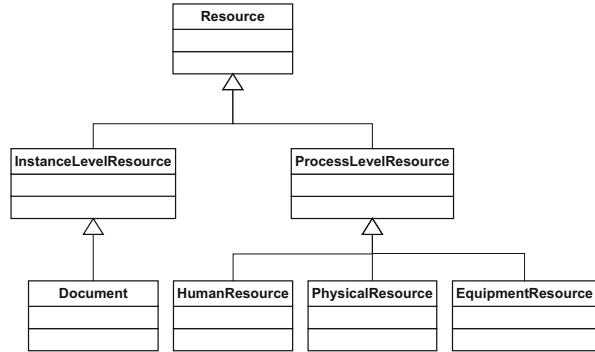 Resource
InstanceLevelResource
ProcessLevelResource
Document
HumanResource
PhysicalResource
EquipmentResource